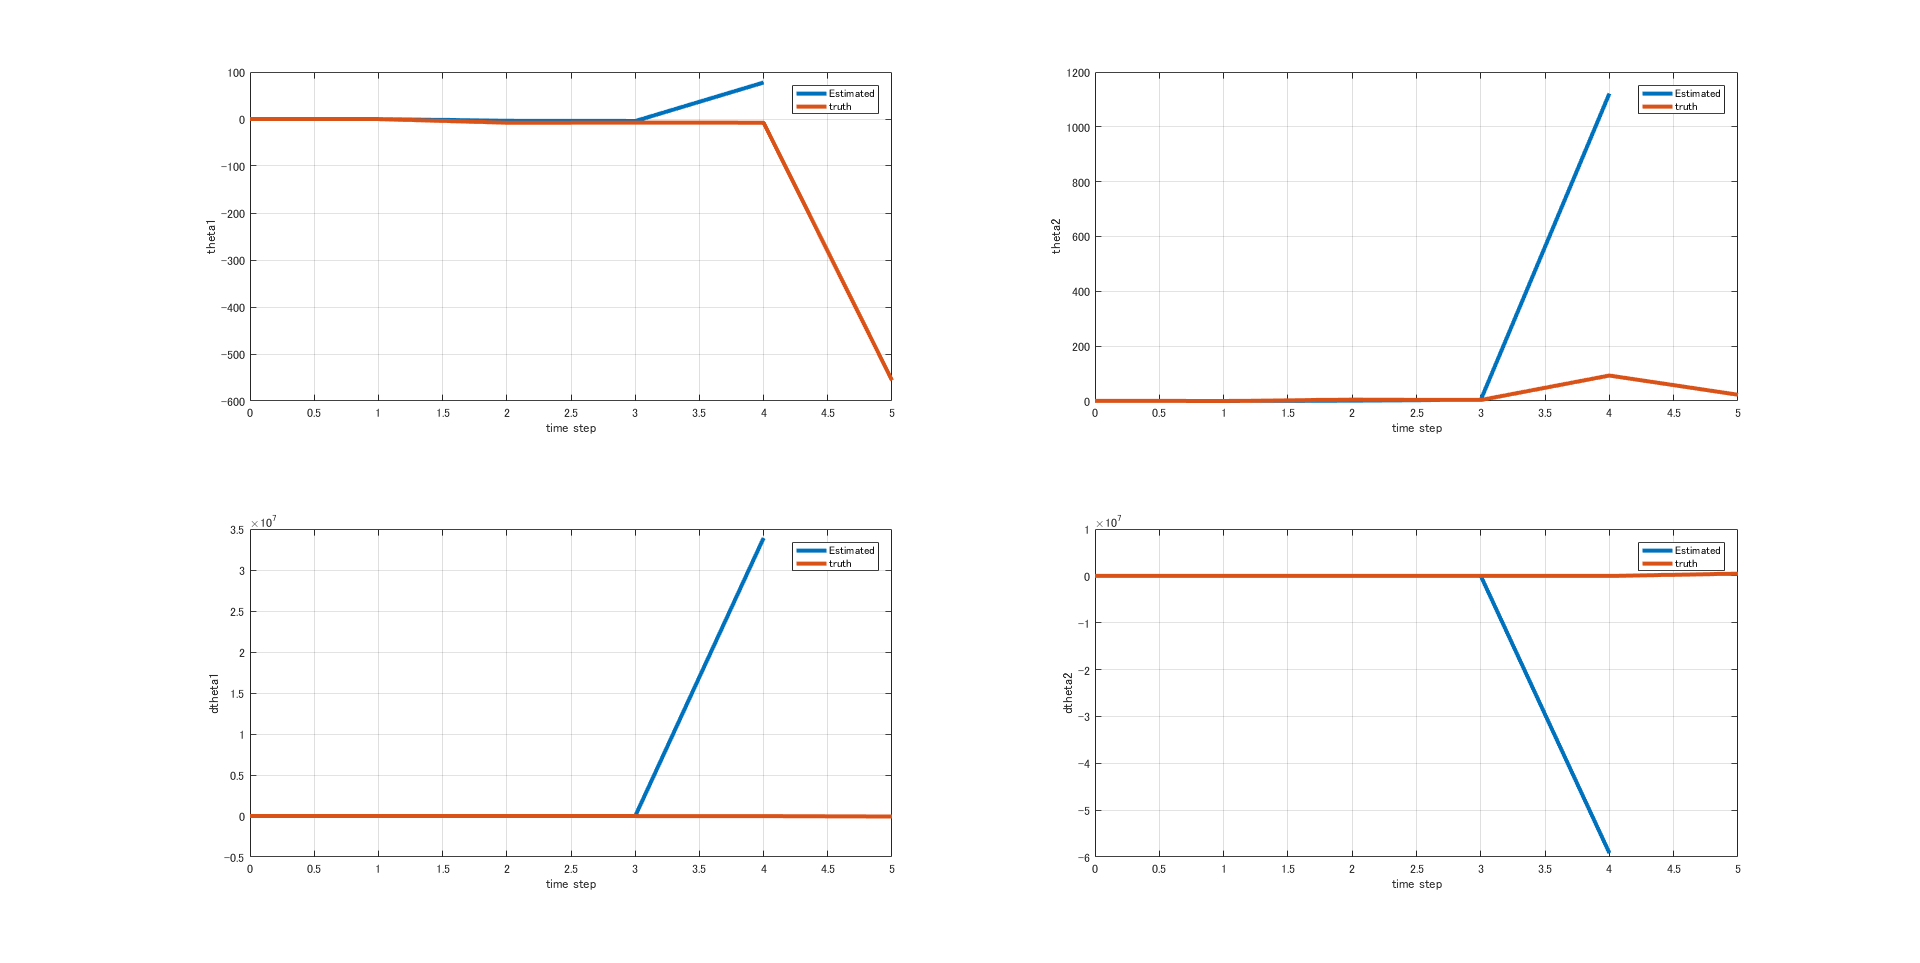 100
0
−100
−200
−300
−400
−500
−600
theta1
0 0.5 1 1.5 2 2.5 3 3.5 4 4.5 5
time step
Estimated
truth
1200
1000
800
600
400
200
0
theta2
0 0.5 1 1.5 2 2.5 3 3.5 4 4.5 5
time step
Estimated
truth
×10⁷
3.5
3
2.5
2
1.5
1
0.5
0
−0.5
dtheta1
0 0.5 1 1.5 2 2.5 3 3.5 4 4.5 5
time step
Estimated
truth
×10⁷
1
0
−1
−2
−3
−4
−5
−6
dtheta2
0 0.5 1 1.5 2 2.5 3 3.5 4 4.5 5
time step
Estimated
truth